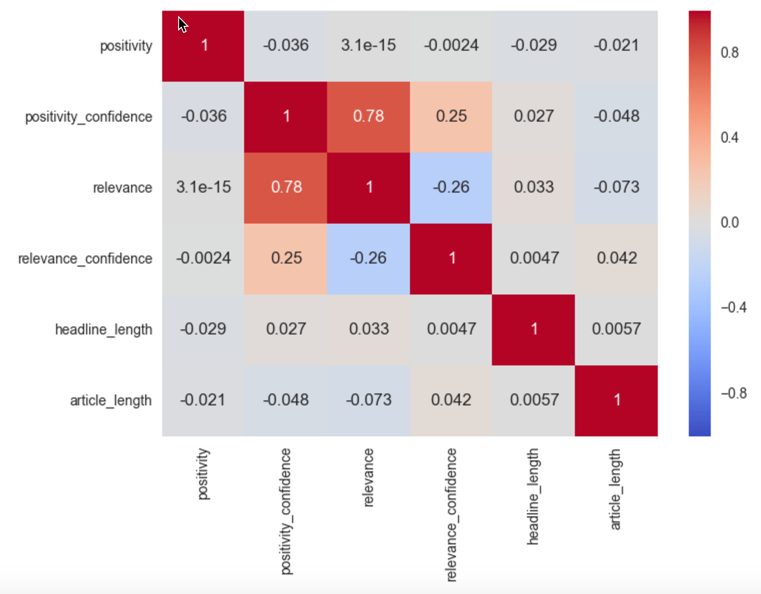 positivity 1 -0.036 3.1e-15 -0.0024 -0.029 -0.021
positivity_confidence -0.036 1 0.78 0.25 0.027 -0.048
relevance 3.1e-15 0.78 1 -0.26 0.033 -0.073
relevance_confidence -0.0024 0.25 -0.26 1 0.0047 0.042
headline_length -0.029 0.027 0.033 0.0047 1 0.0057
article_length -0.021 -0.048 -0.073 0.042 0.0057 1
positivity
positivity_confidence
relevance
relevance_confidence
headline_length
article_length
0.8
0.4
0.0
−0.4
−0.8